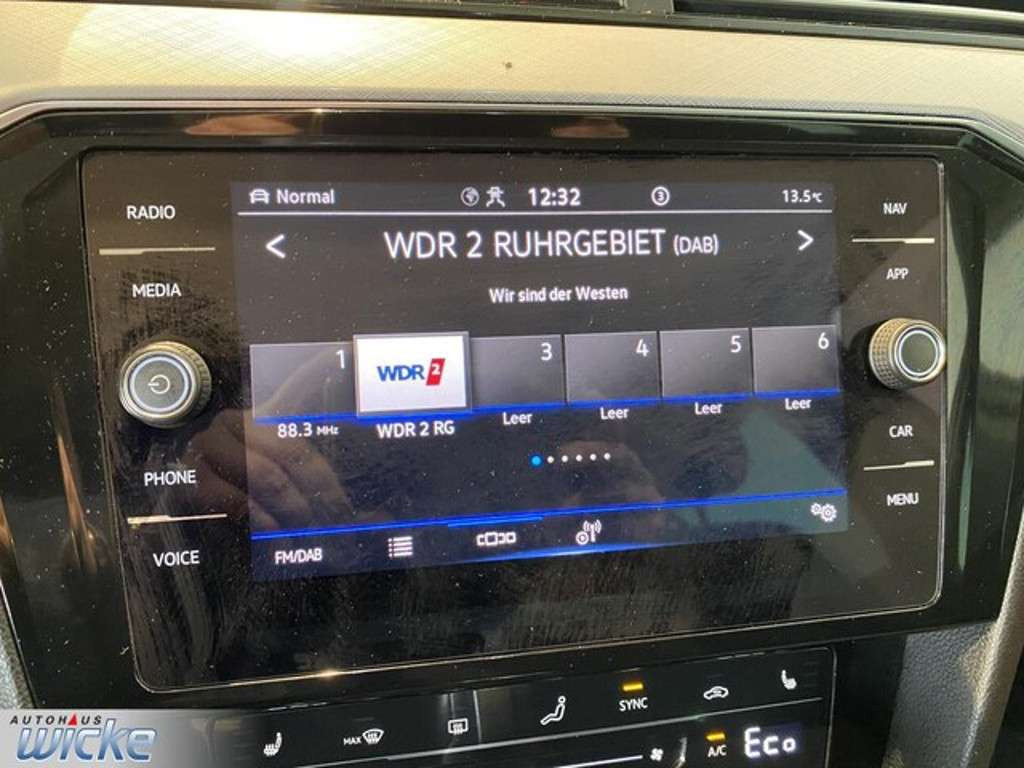 RADIO
MEDIA
PHONE
VOICE
Normal
12:32
3
13.5°C
< WDR 2 RUHRGEBIET (DAB) >
Wir sind der Westen
1
WDR 2
3
4
5
6
88.3 MHz
WDR 2 RG
Leer
Leer
Leer
Leer
FM/DAB
NAV
APP
CAR
MENU
MAX
SYNC
A/C
Eco
AUTOHAUS
wicke